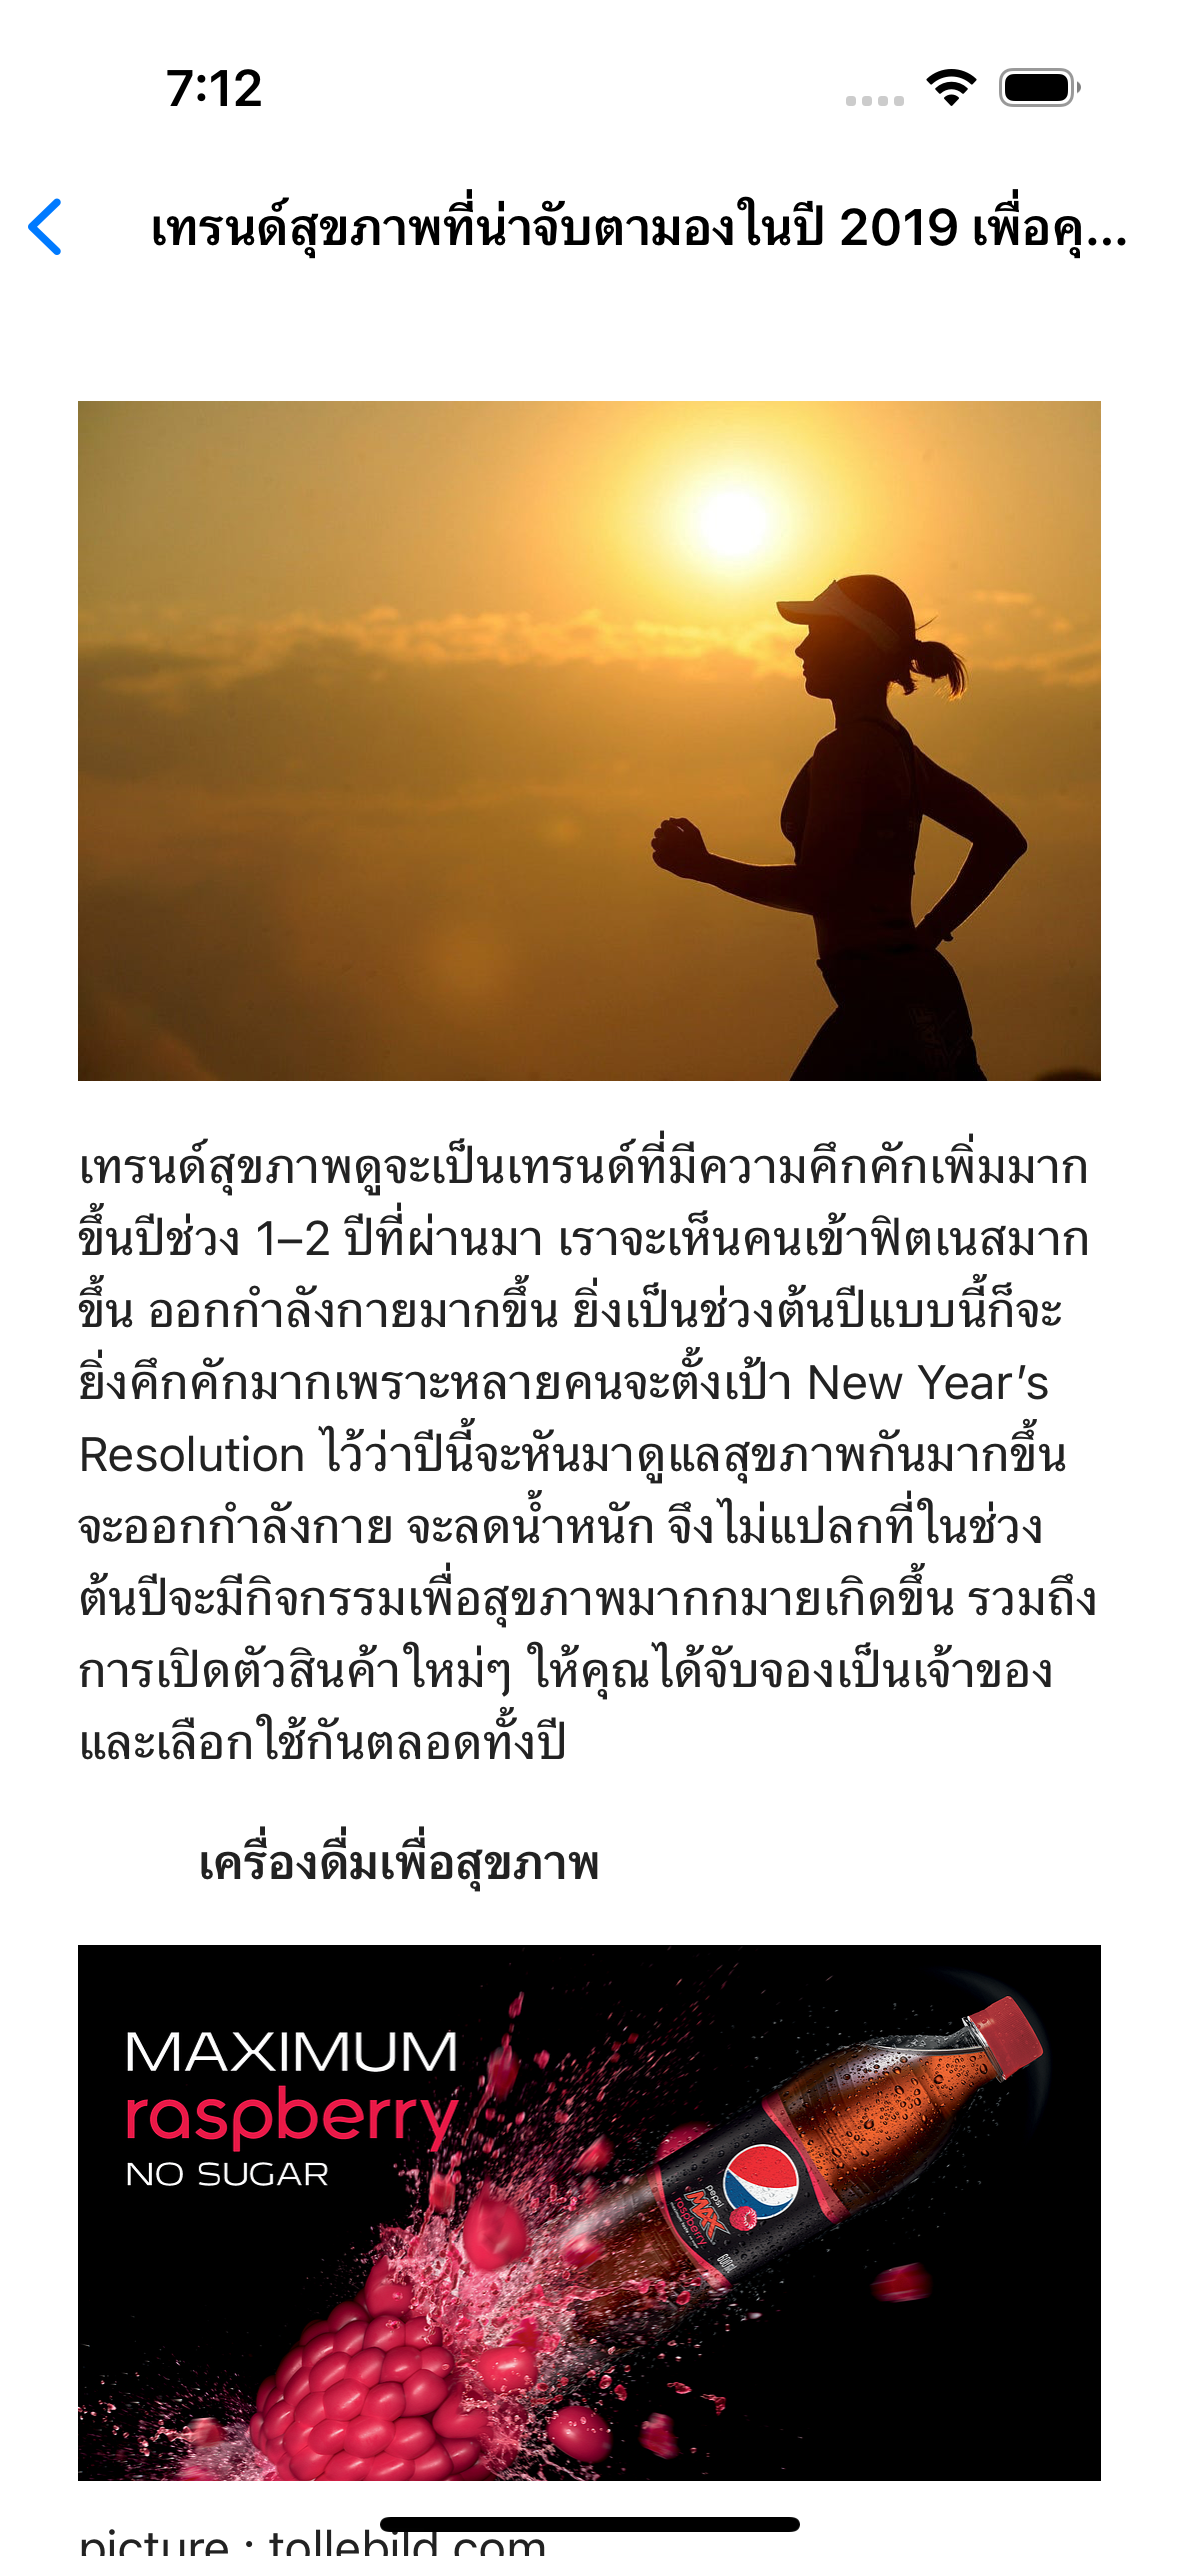 7:12
เทรนด์สุขภาพที่น่าจับตามองในปี 2019 เพื่อคุ...
เทรนด์สุขภาพดูจะเป็นเทรนด์ที่มีความคึกคักเพิ่มมาก
ขึ้นปีช่วง 1–2 ปีที่ผ่านมา เราจะเห็นคนเข้าฟิตเนสมาก
ขึ้น ออกกำลังกายมากขึ้น ยิ่งเป็นช่วงต้นปีแบบนี้ก็จะ
ยิ่งคึกคักมากเพราะหลายคนจะตั้งเป้า New Year’s
Resolution ไว้ว่าปีนี้จะหันมาดูแลสุขภาพกันมากขึ้น
จะออกกำลังกาย จะลดน้ำหนัก จึงไม่แปลกที่ในช่วง
ต้นปีจะมีกิจกรรมเพื่อสุขภาพมากกมายเกิดขึ้น รวมถึง
การเปิดตัวสินค้าใหม่ๆ ให้คุณได้จับจองเป็นเจ้าของ
และเลือกใช้กันตลอดทั้งปี
เครื่องดื่มเพื่อสุขภาพ
MAXIMUM
raspberry
NO SUGAR
pepsi
MAX
raspberry
picture : tollebild.com